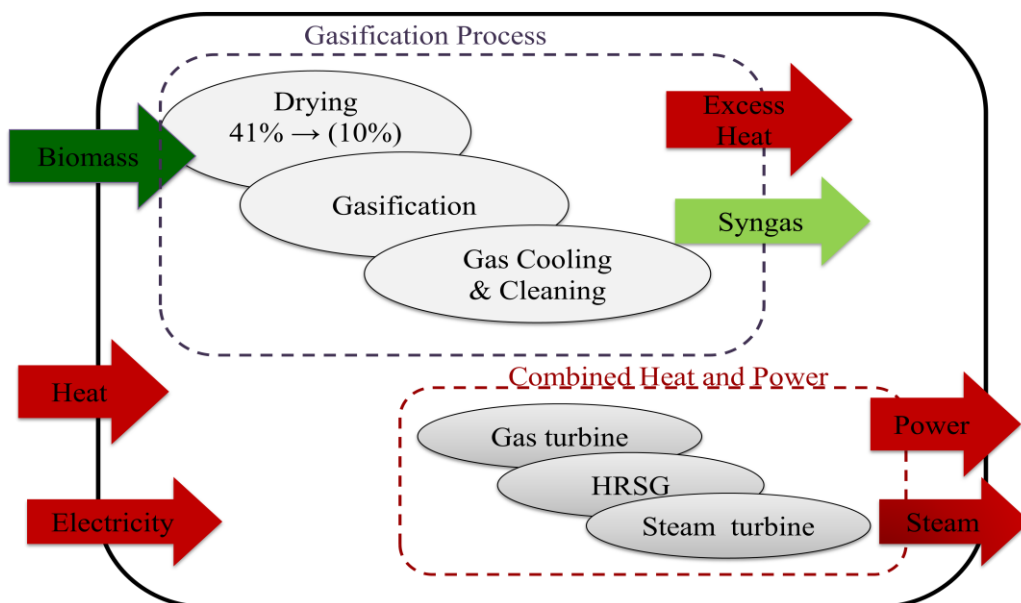 Gasification Process
Drying
41% → (10%)
Excess
Heat
Biomass
Gasification
Syngas
Gas Cooling
& Cleaning
Combined Heat and Power
Heat
Gas turbine
Power
HRSG
Electricity
Steam turbine
Steam